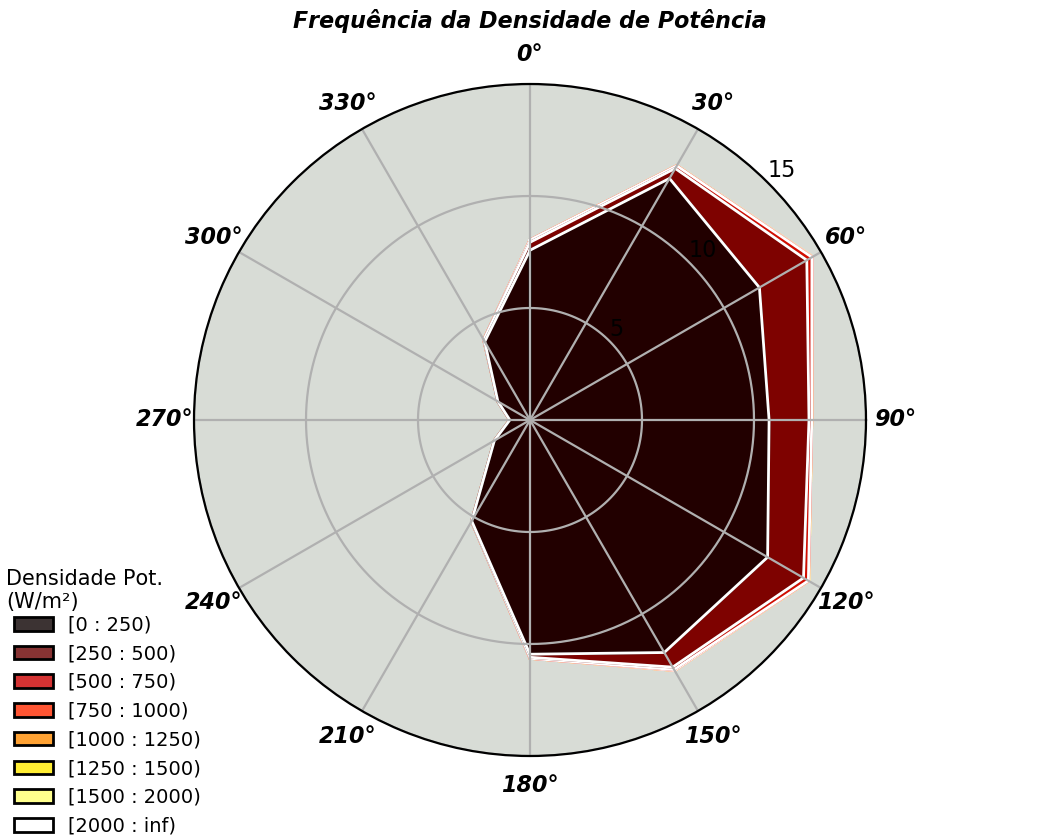 Frequência da Densidade de Potência
0°
330°
30°
15
300°
60°
10
5
270°
90°
240°
120°
210°
150°
180°
Densidade Pot.
(W/m²)
[0 : 250)
[250 : 500)
[500 : 750)
[750 : 1000)
[1000 : 1250)
[1250 : 1500)
[1500 : 2000)
[2000 : inf)